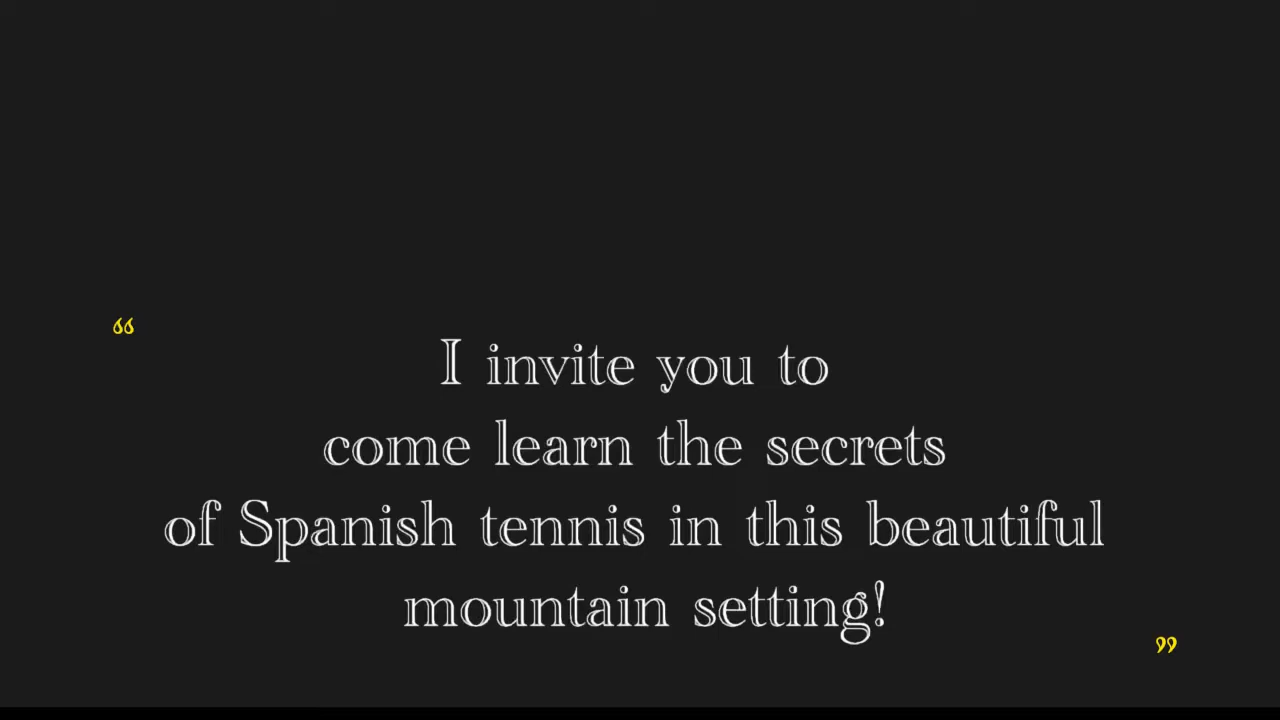 “
I invite you to
come learn the secrets
of Spanish tennis in this beautiful
mountain setting!
”